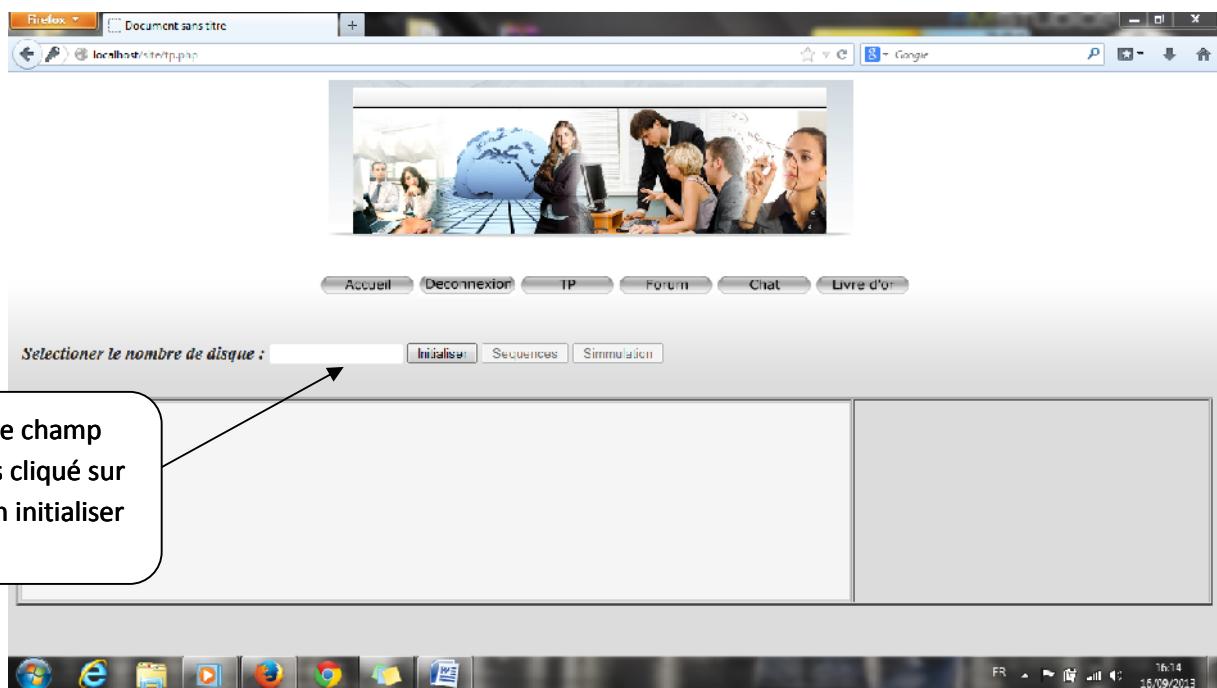 Firefox
Document sans titre
+
localhost/site/tp.php
Google
Accueil
Deconnexion
TP
Forum
Chat
Livre d'or
Selectioner le nombre de disque :
Initialiser
Sequences
Simmulation
e champ
s cliqué sur
n initialiser
FR
16:14
16/09/2013